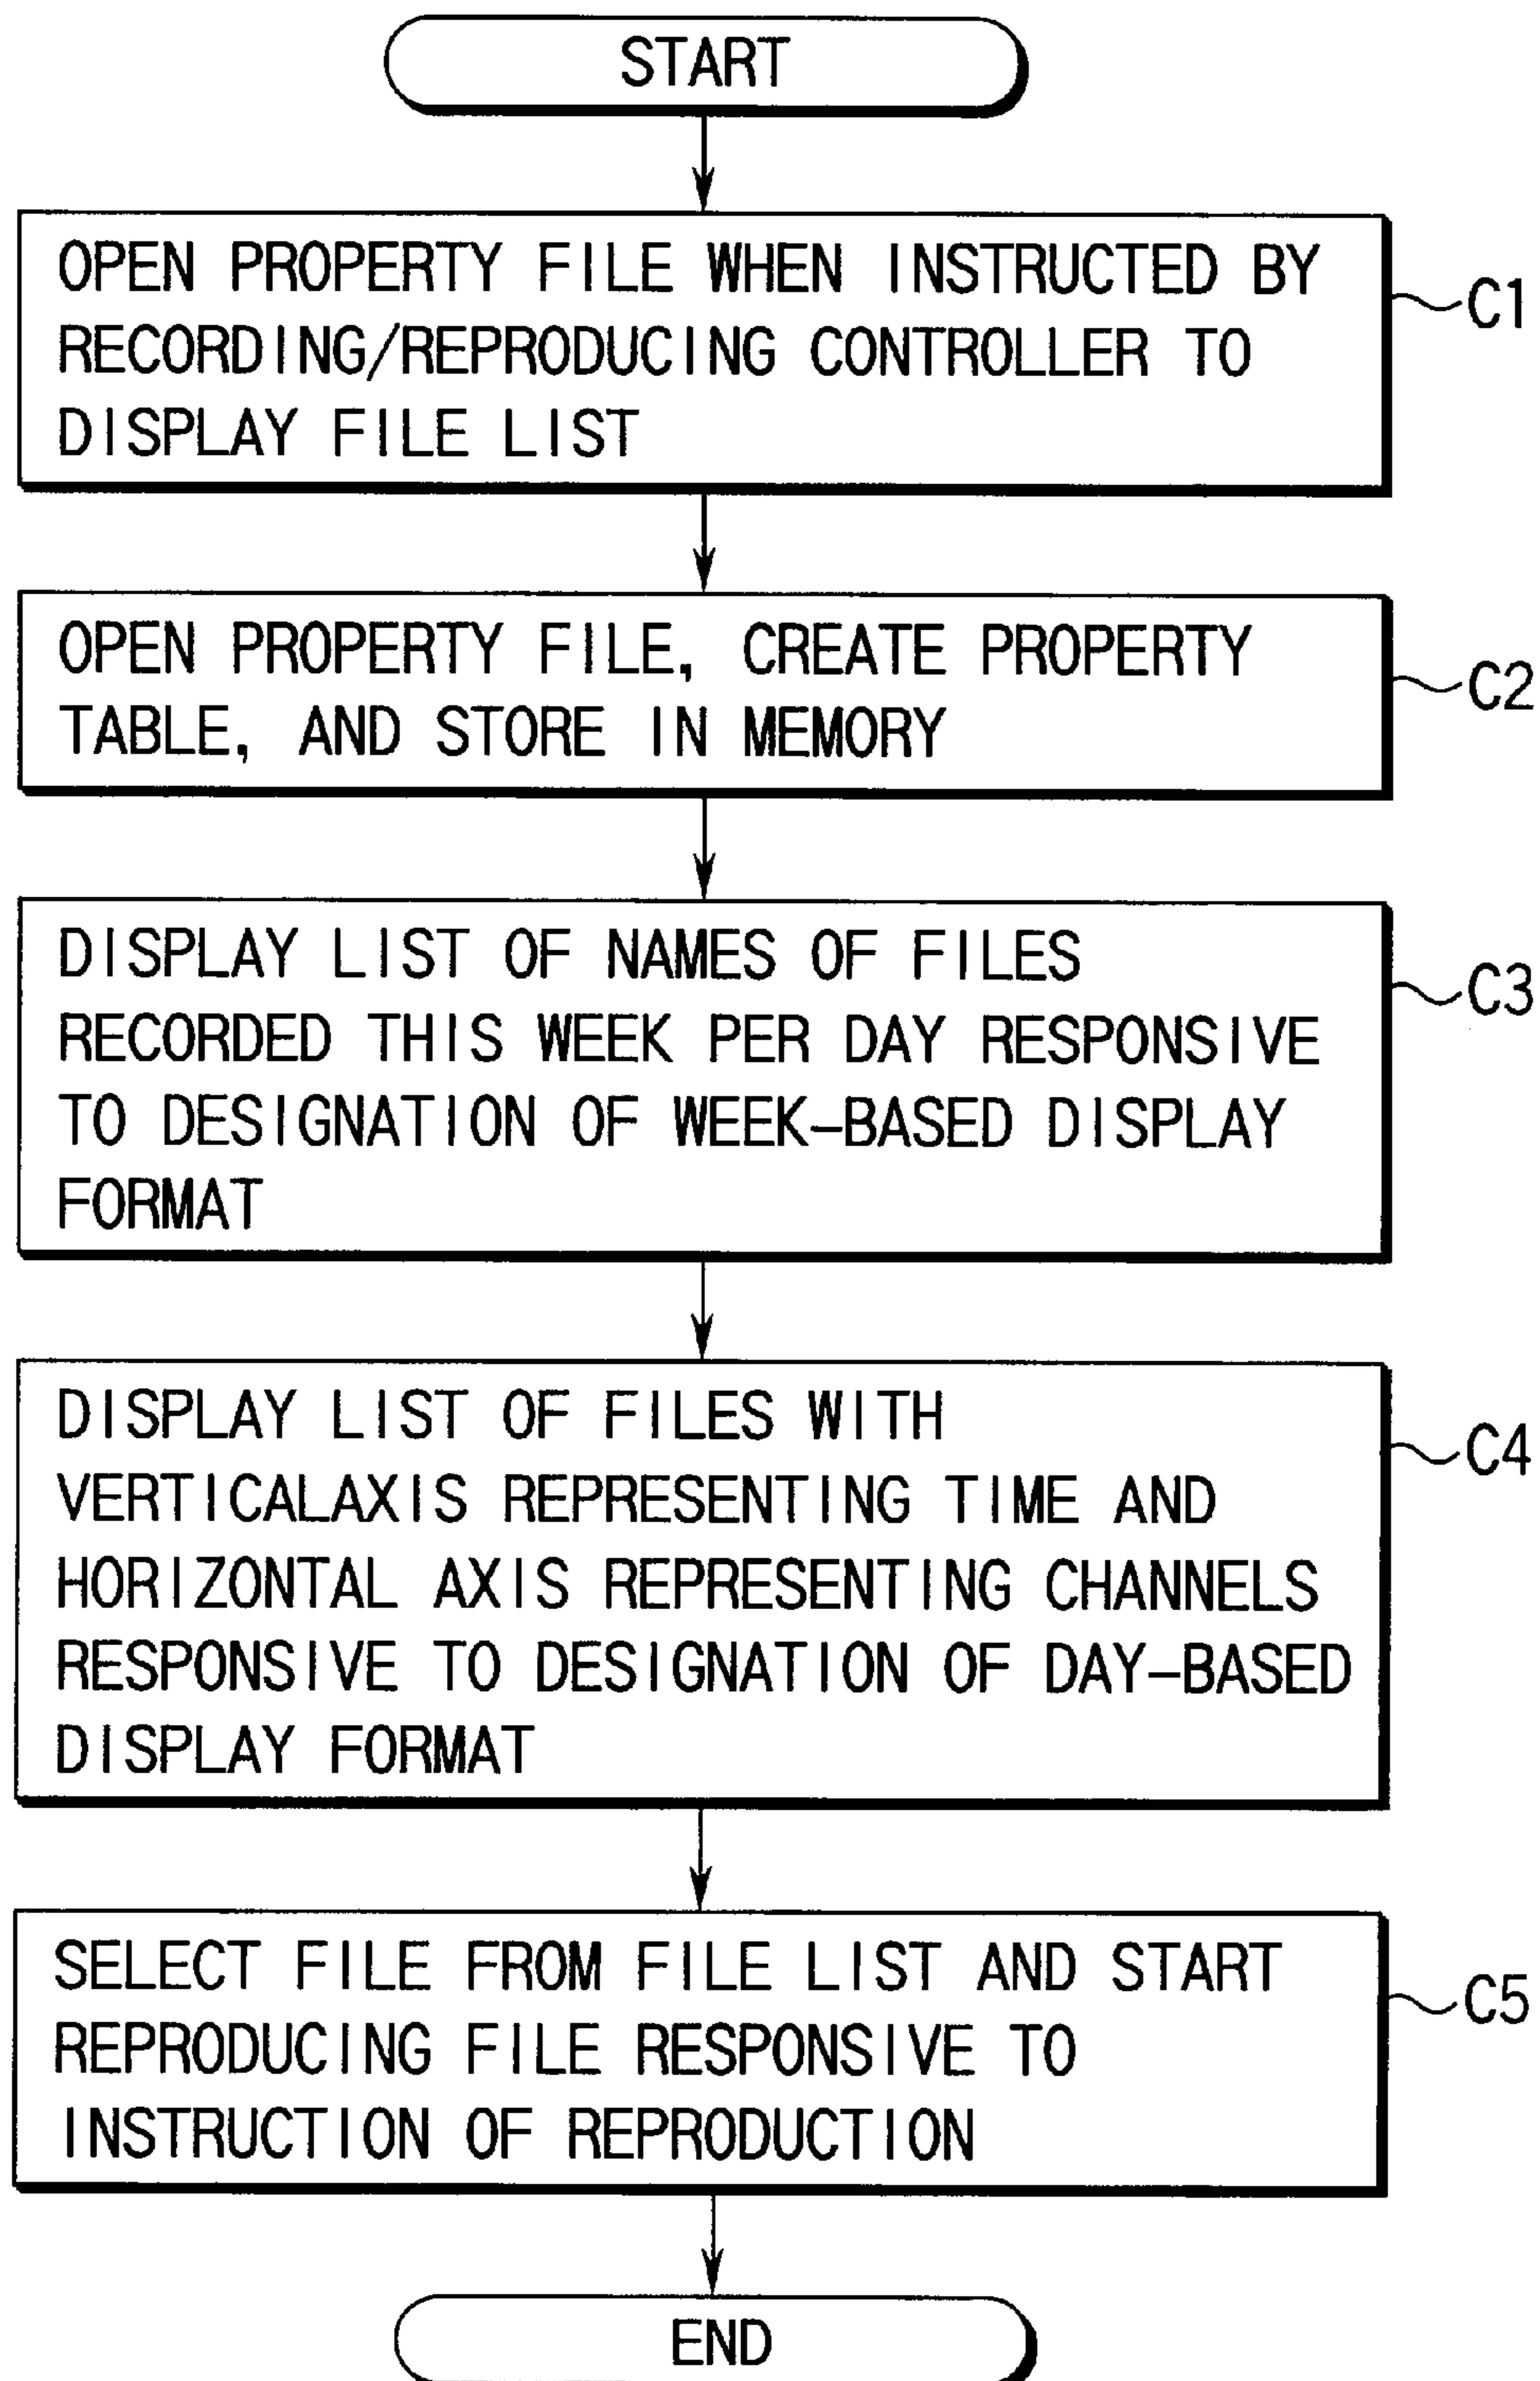 START
OPEN PROPERTY FILE WHEN INSTRUCTED BY
RECORDING/REPRODUCING CONTROLLER TO
DISPLAY FILE LIST
C1
OPEN PROPERTY FILE, CREATE PROPERTY
TABLE, AND STORE IN MEMORY
C2
DISPLAY LIST OF NAMES OF FILES
RECORDED THIS WEEK PER DAY RESPONSIVE
TO DESIGNATION OF WEEK-BASED DISPLAY
FORMAT
C3
DISPLAY LIST OF FILES WITH
VERTICALAXIS REPRESENTING TIME AND
HORIZONTAL AXIS REPRESENTING CHANNELS
RESPONSIVE TO DESIGNATION OF DAY-BASED
DISPLAY FORMAT
C4
SELECT FILE FROM FILE LIST AND START
REPRODUCING FILE RESPONSIVE TO
INSTRUCTION OF REPRODUCTION
C5
END